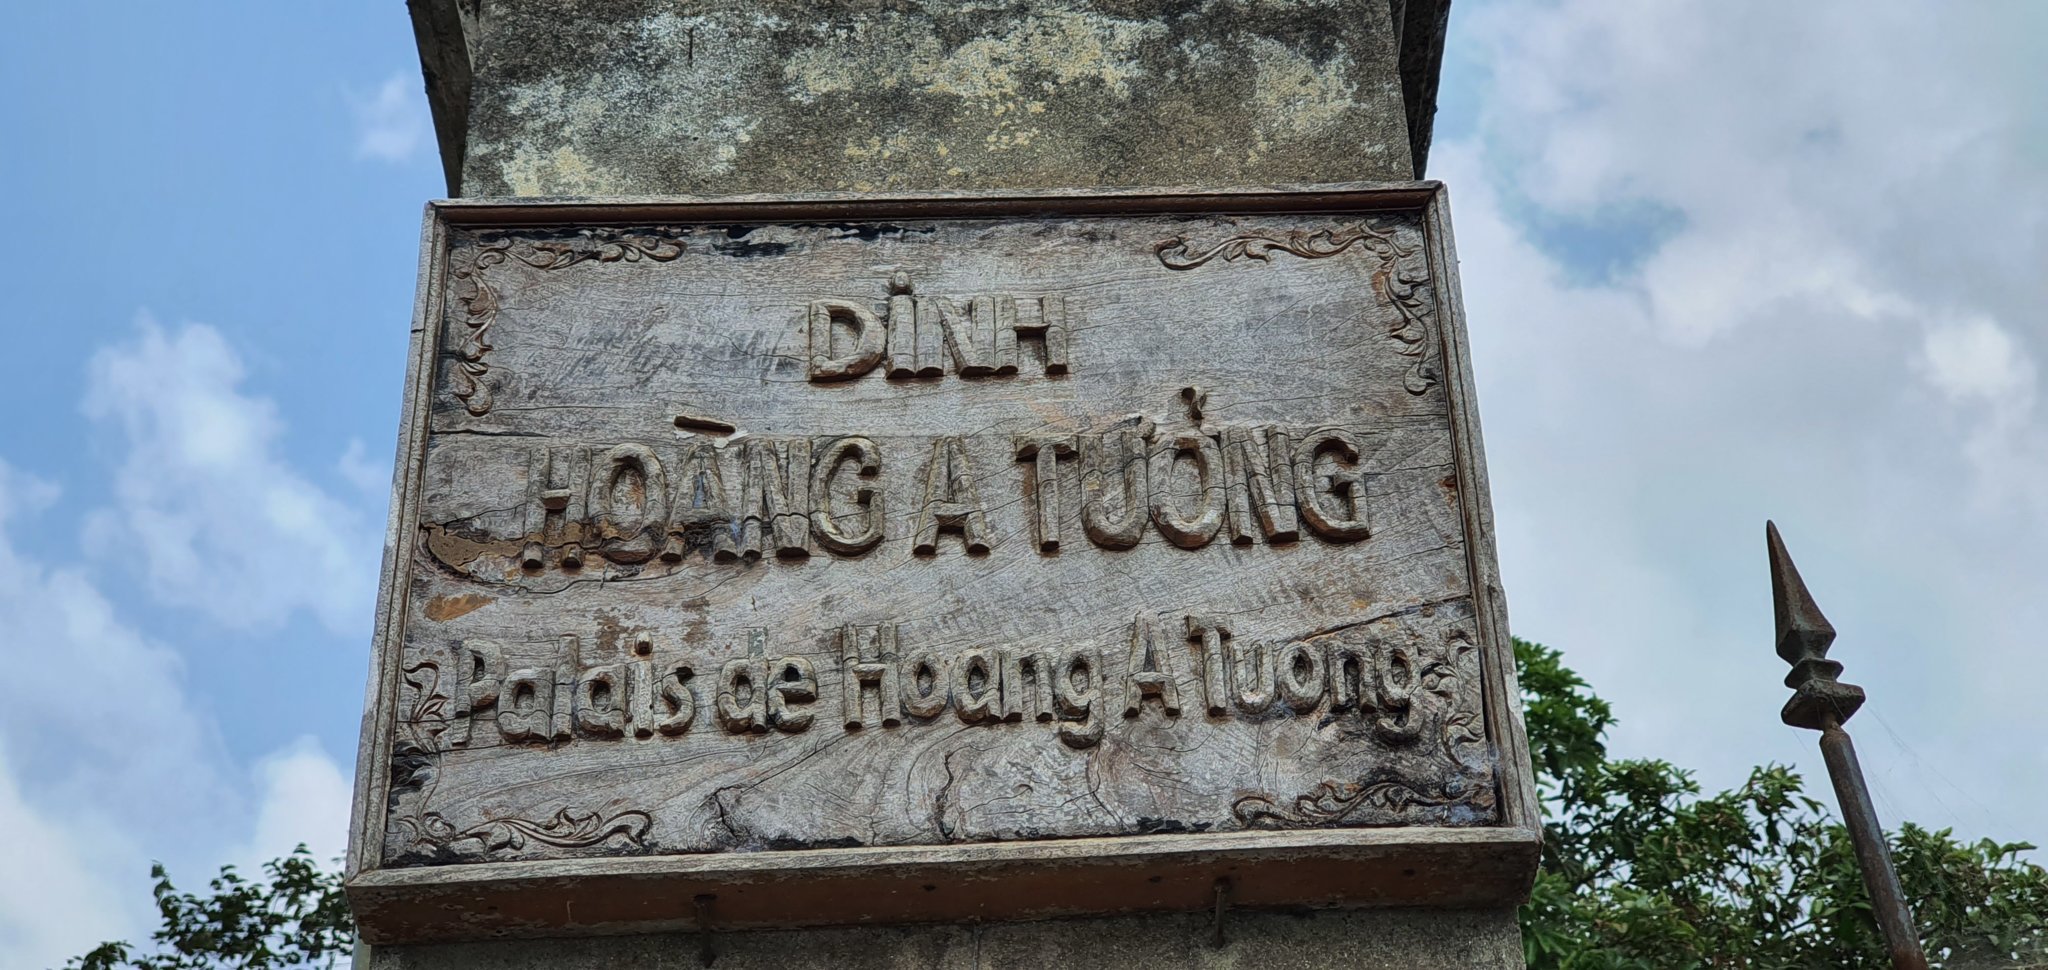 DINH
HOÀNG A TƯỞNG
Palais de Hoang A Tuong